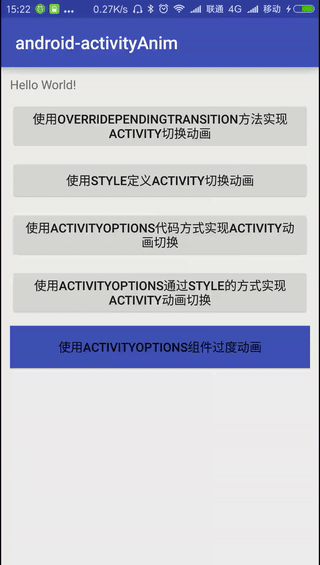 15:22 ... 0.27K/s 联通 4G 移动
android-activityAnim
Hello World!
使用OVERRIDEPENDINGTRANSITION方法实现
ACTIVITY切换动画
使用STYLE定义ACTIVITY切换动画
使用ACTIVITYOPTIONS代码方式实现ACTIVITY动
画切换
使用ACTIVITYOPTIONS通过STYLE的方式实现
ACTIVITY动画切换
使用ACTIVITYOPTIONS组件过度动画